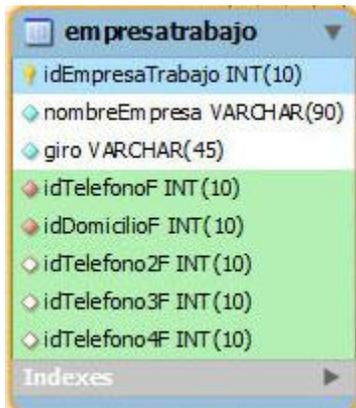 empresatrabajo
idEmpresaTrabajo INT(10)
nombreEmpresa VARCHAR(90)
giro VARCHAR(45)
idTelefonoF INT(10)
idDomicilioF INT(10)
idTelefono2F INT(10)
idTelefono3F INT(10)
idTelefono4F INT(10)
Indexes